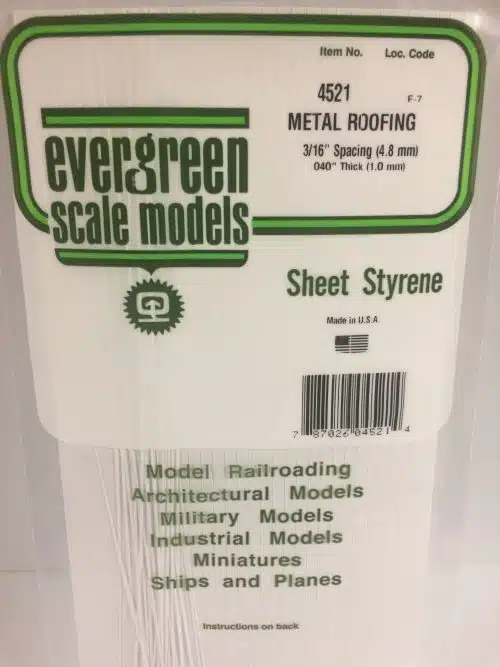 Item No. Loc. Code
4521 F-7
METAL ROOFING
3/16" Spacing (4.8 mm)
040" Thick (1.0 mm)
evergreen
scale models
Sheet Styrene
Made in U.S.A
7 87026 04521 4
Model Railroading
Architectural Models
Military Models
Industrial Models
Miniatures
Ships and Planes
Instructions on back